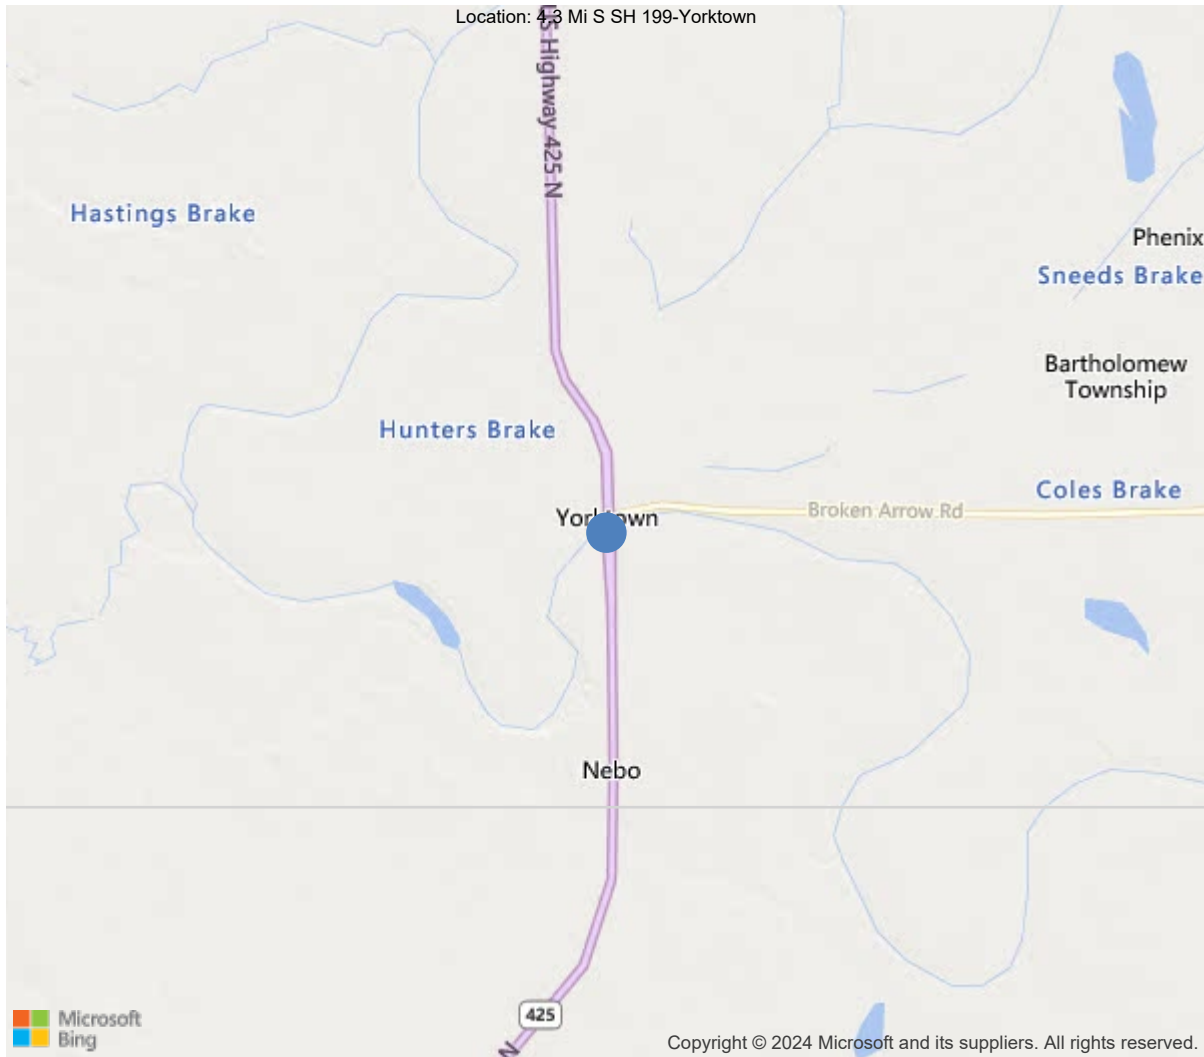 Location: 4.3 Mi S SH 199-Yorktown
US Highway 425 N
Hastings Brake
Phenix
Sneeds Brake
Bartholomew
Township
Hunters Brake
Coles Brake
Broken Arrow Rd
Yorktown
Nebo
425
N
Microsoft
Bing
Copyright © 2024 Microsoft and its suppliers. All rights reserved.